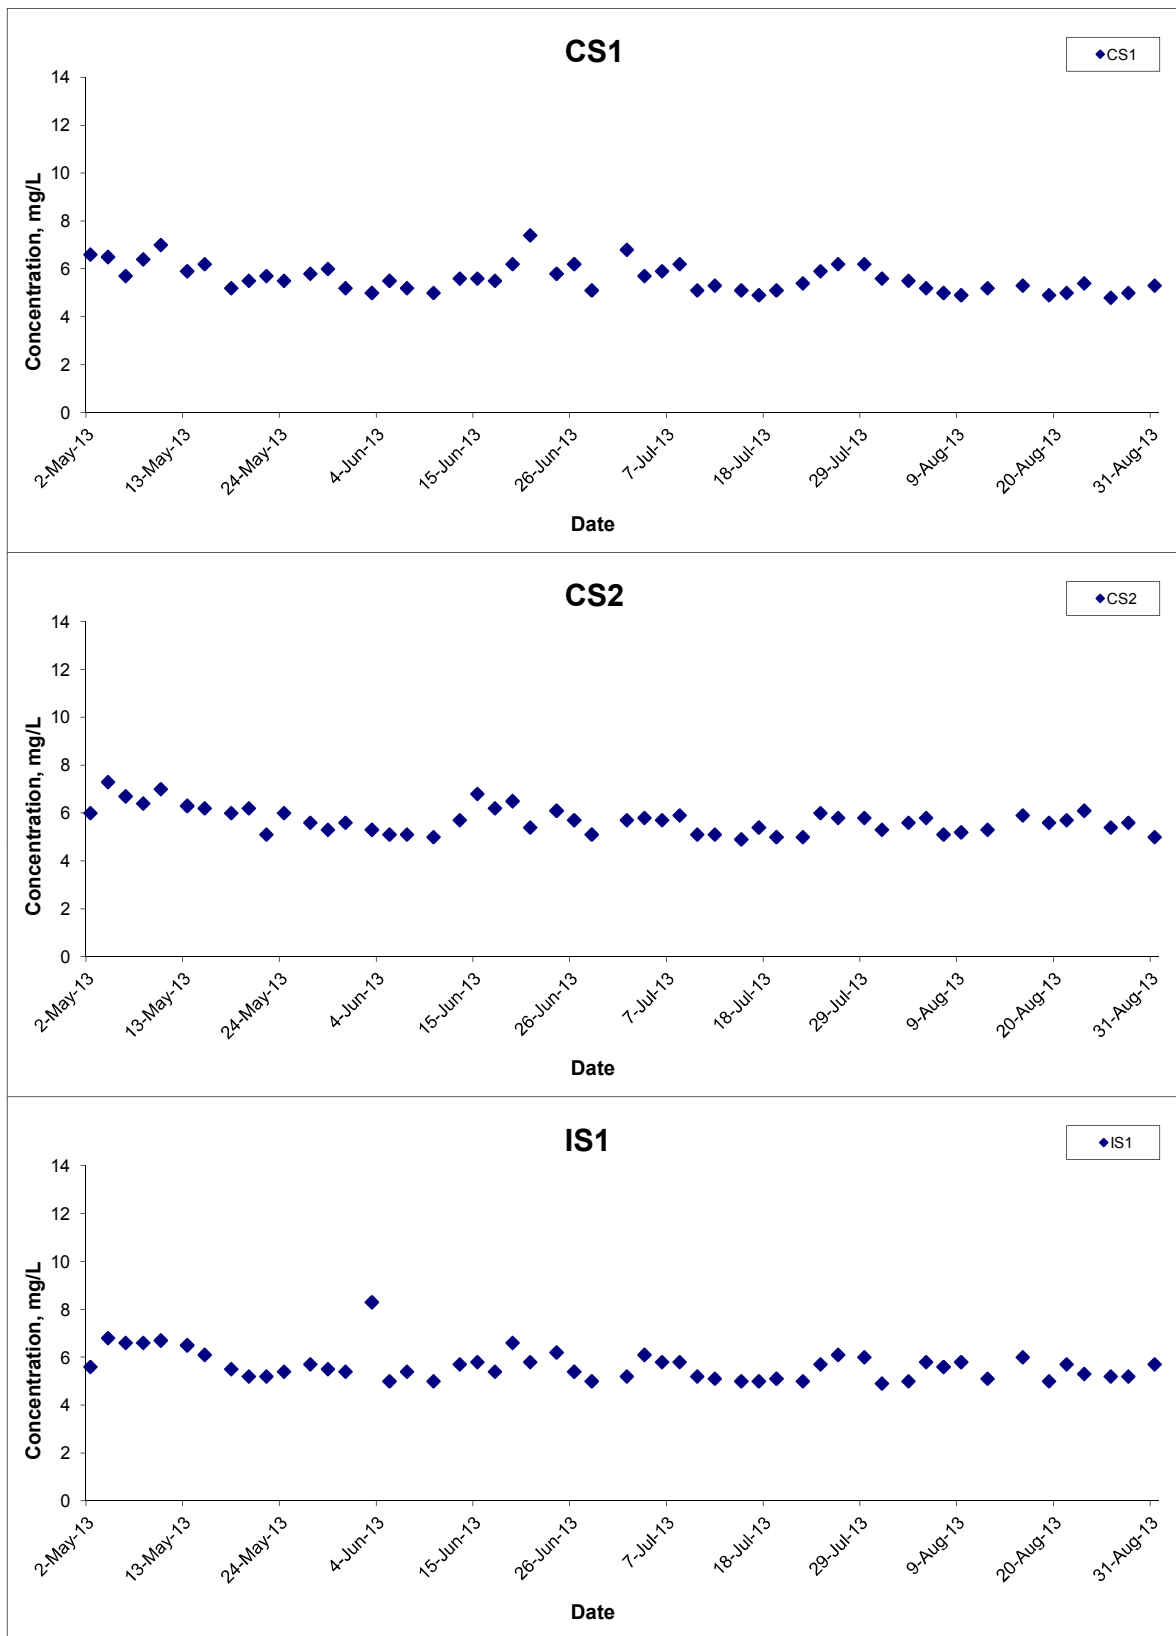 CS1
CS1
Concentration, mg/L
14
12
10
8
6
4
2
0
2-May-13
13-May-13
24-May-13
4-Jun-13
15-Jun-13
26-Jun-13
7-Jul-13
18-Jul-13
29-Jul-13
9-Aug-13
20-Aug-13
31-Aug-13
Date
CS2
CS2
Concentration, mg/L
14
12
10
8
6
4
2
0
2-May-13
13-May-13
24-May-13
4-Jun-13
15-Jun-13
26-Jun-13
7-Jul-13
18-Jul-13
29-Jul-13
9-Aug-13
20-Aug-13
31-Aug-13
Date
IS1
IS1
Concentration, mg/L
14
12
10
8
6
4
2
0
2-May-13
13-May-13
24-May-13
4-Jun-13
15-Jun-13
26-Jun-13
7-Jul-13
18-Jul-13
29-Jul-13
9-Aug-13
20-Aug-13
31-Aug-13
Date